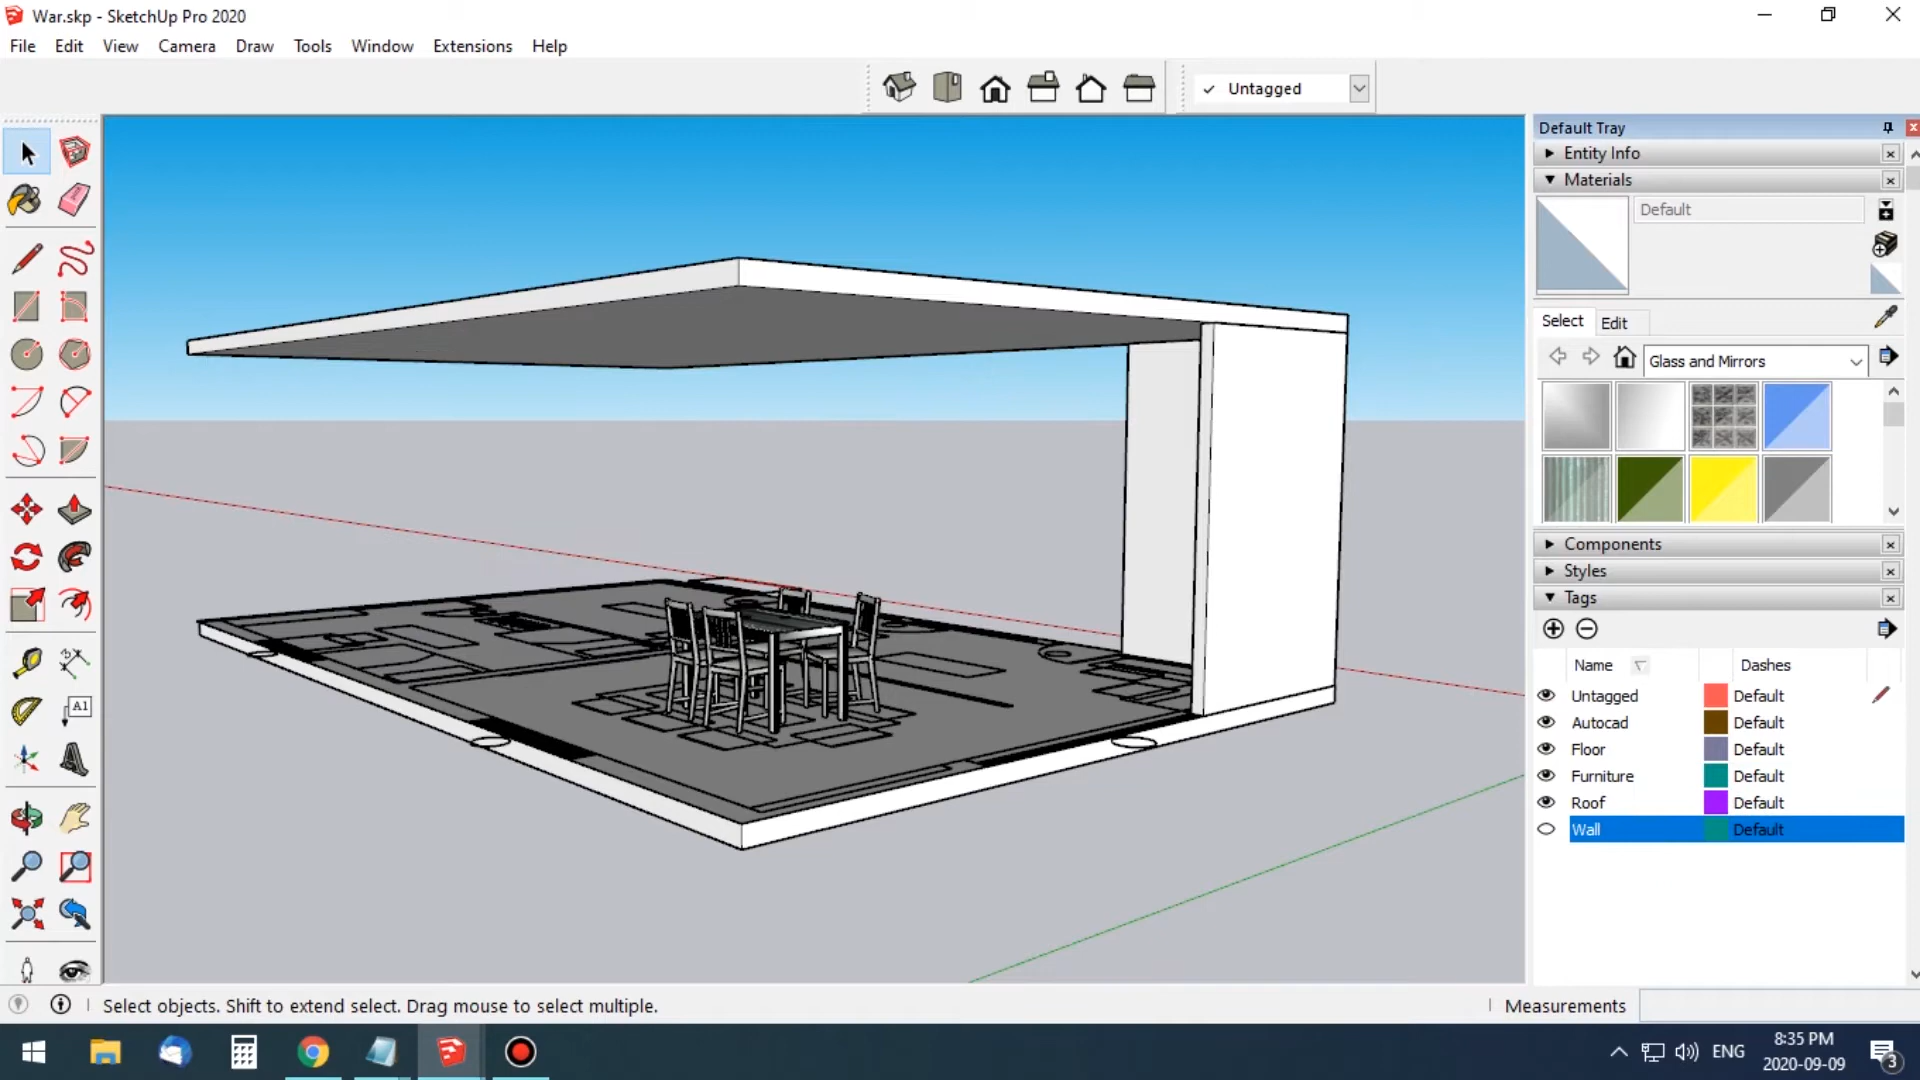 War.skp - SketchUp Pro 2020
File Edit View Camera Draw Tools Window Extensions Help
Untagged
Default Tray
Entity Info
Materials
Default
Select Edit
Glass and Mirrors
Components
Styles
Tags
Name Dashes
Untagged Default
Autocad Default
Floor Default
Furniture Default
Roof Default
Wall Default
A1
Select objects. Shift to extend select. Drag mouse to select multiple.
Measurements
ENG
8:35 PM
2020-09-09
3